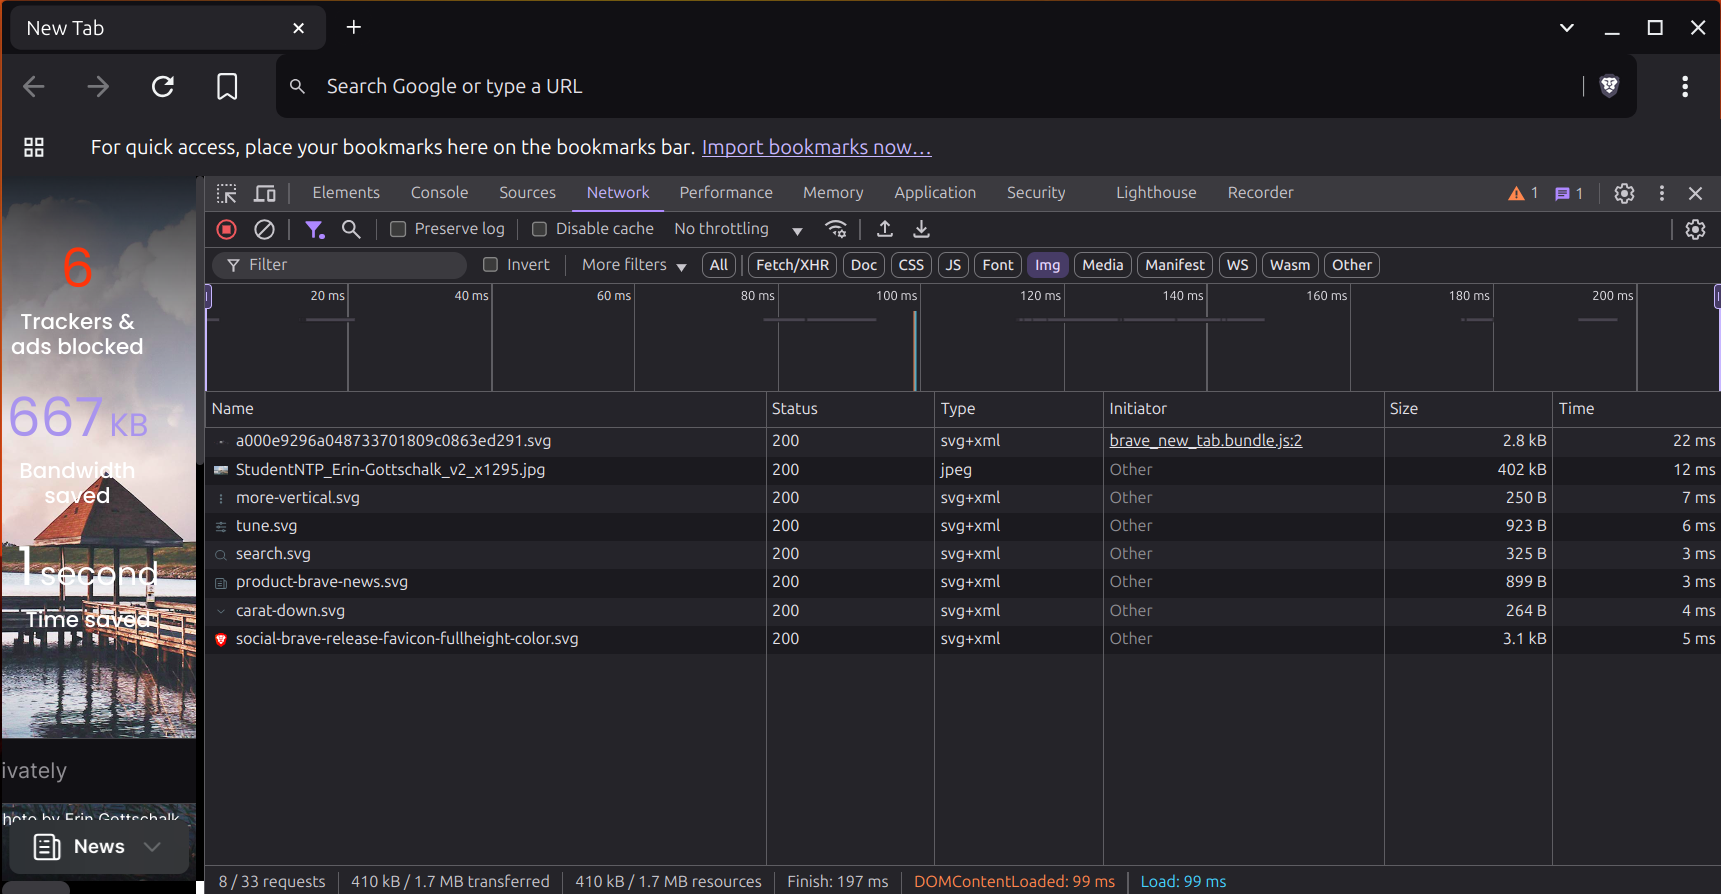 New Tab
Search Google or type a URL
For quick access, place your bookmarks here on the bookmarks bar. Import bookmarks now…
6
Trackers &
ads blocked
667 KB
Bandwidth
saved
1 second
Time saved
ivately
hoto by Erin Gottschalk
News
Elements Console Sources Network Performance Memory Application Security Lighthouse Recorder 1 1
Preserve log Disable cache No throttling
Filter Invert More filters All Fetch/XHR Doc CSS JS Font Img Media Manifest WS Wasm Other
20 ms 40 ms 60 ms 80 ms 100 ms 120 ms 140 ms 160 ms 180 ms 200 ms
Name Status Type Initiator Size Time
a000e9296a048733701809c0863ed291.svg 200 svg+xml brave_new_tab.bundle.js:2 2.8 kB 22 ms
StudentNTP_Erin-Gottschalk_v2_x1295.jpg 200 jpeg Other 402 kB 12 ms
more-vertical.svg 200 svg+xml Other 250 B 7 ms
tune.svg 200 svg+xml Other 923 B 6 ms
search.svg 200 svg+xml Other 325 B 3 ms
product-brave-news.svg 200 svg+xml Other 899 B 3 ms
carat-down.svg 200 svg+xml Other 264 B 4 ms
social-brave-release-favicon-fullheight-color.svg 200 svg+xml Other 3.1 kB 5 ms
8 / 33 requests 410 kB / 1.7 MB transferred 410 kB / 1.7 MB resources Finish: 197 ms DOMContentLoaded: 99 ms Load: 99 ms